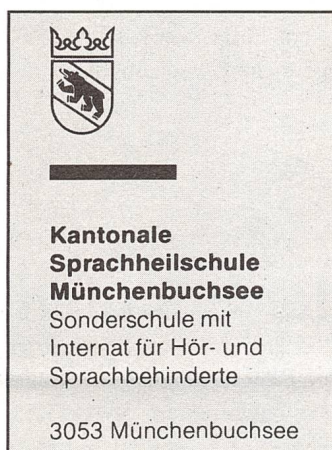 Kantonale
Sprachheilschule
Münchenbuchsee
Sonderschule mit
Internat für Hör- und
Sprachbehinderte
3053 Münchenbuchsee